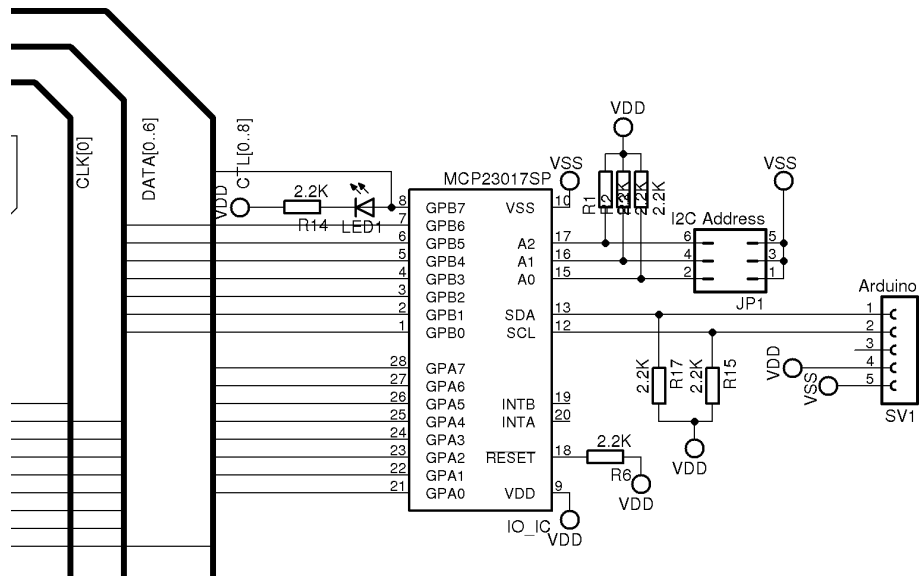 VDD
CLK[0]
DATA[0..6]
CTL[0..8]
VDD
2.2K
R14
LED1
MCP23017SP
VSS
R1
R2
2.2K
2.2K
VSS
I2C Address
8 GPB7 VSS 10
7 GPB6
6 GPB5 A2 17 6 5
5 GPB4 A1 16 4 3
4 GPB3 A0 15 2 1
3 GPB2 JP1
2 GPB1 SDA 13
1 GPB0 SCL 12
Arduino
1
2
3
4
5
SV1
VDD
VSS
28 GPA7
27 GPA6
26 GPA5 INTB 19
25 GPA4 INTA 20
24 GPA3
23 GPA2 RESET 18
22 GPA1
21 GPA0 VDD 9
2.2K
R17
2.2K
R15
VDD
2.2K
R6
VDD
IO_IC
VDD